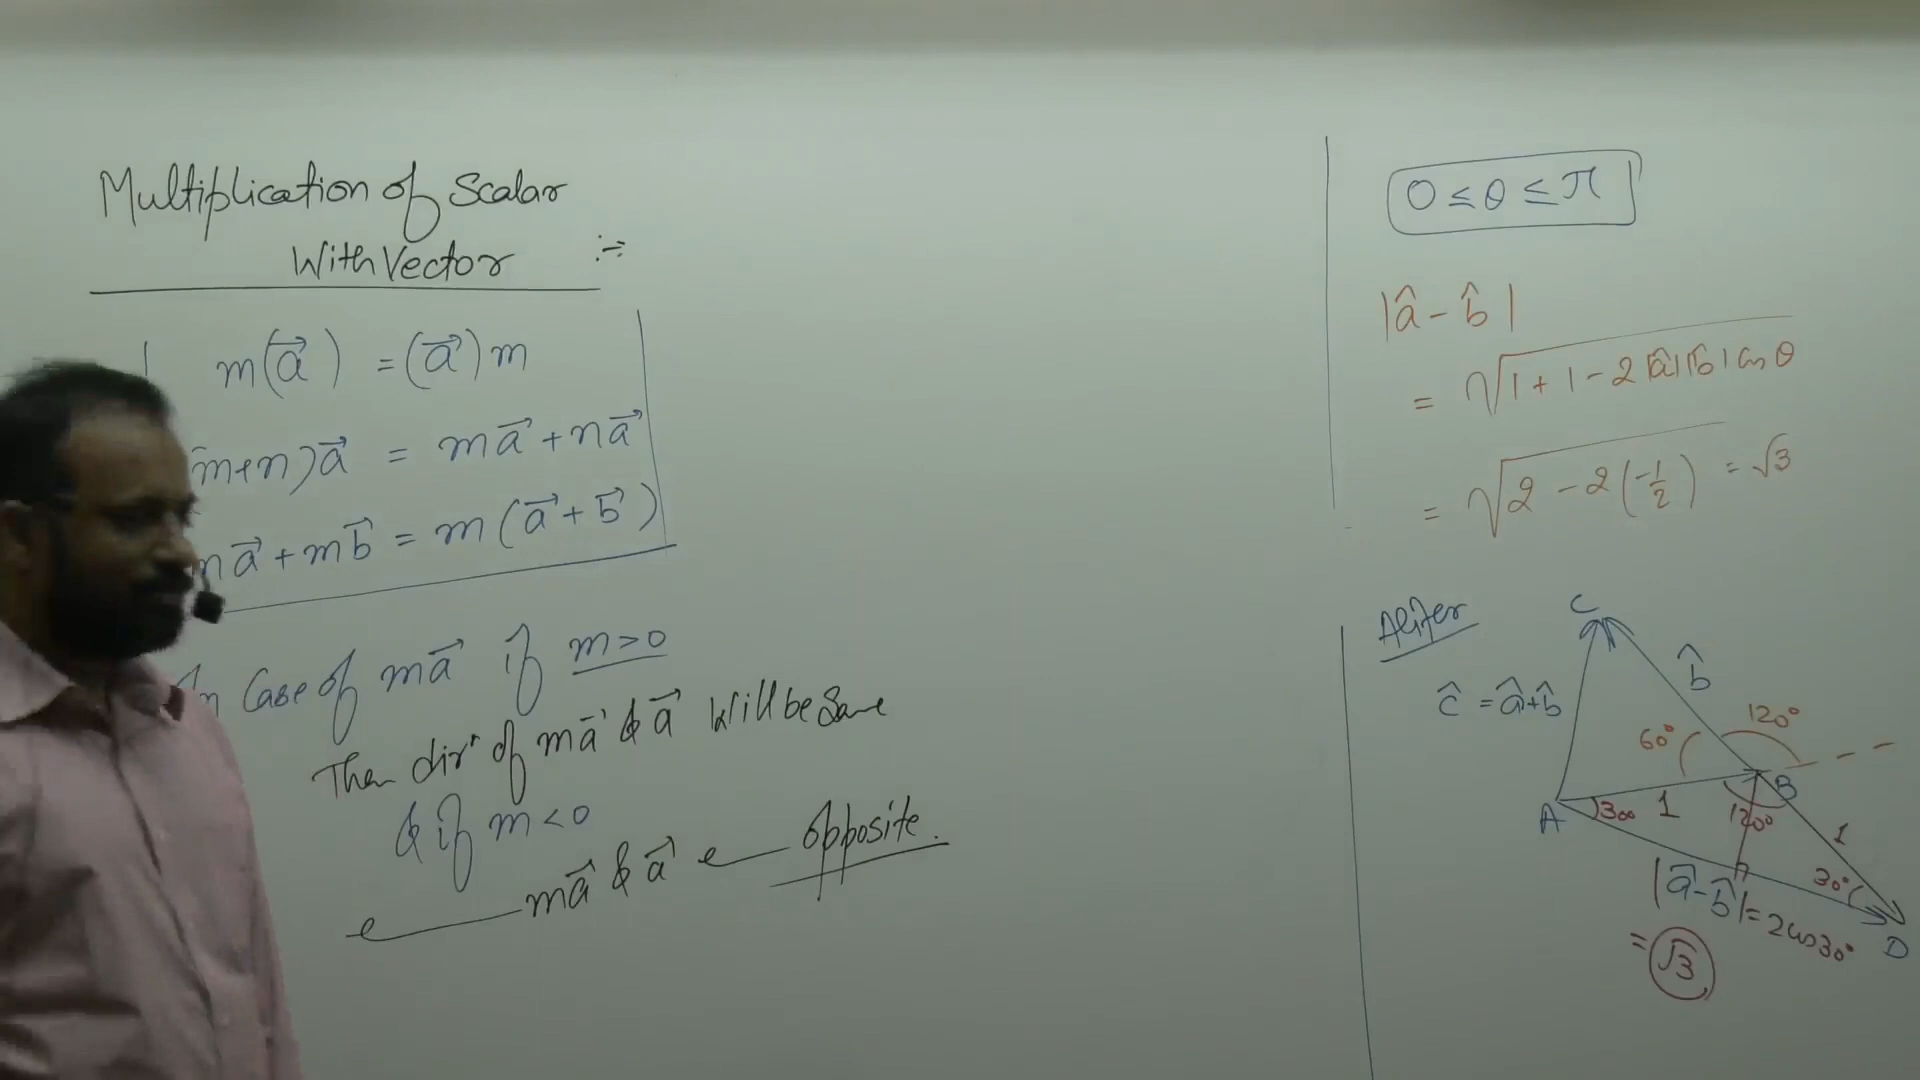 Multiplication of Scalar
With Vector :-
m(a⃗) = (a⃗)m
m+n)a⃗ = ma⃗ + na⃗
ma⃗ + mb⃗ = m(a⃗ + b⃗)
In Case of ma⃗ if m>0
Then dirⁿ of ma⃗ & a⃗ Will be Same
& if m<0
ma⃗ & a⃗ opposite.
0 ≤ θ ≤ π
|â - b̂|
= √1+1-2|â||b̂|cos θ
= √2-2(-1/2) = √3
Aliter
C
b̂
ĉ = â+b̂
120°
60°
B
A
30°
1
120°
1
30°
|a⃗-b̂| = 2cos30°
D
= √3